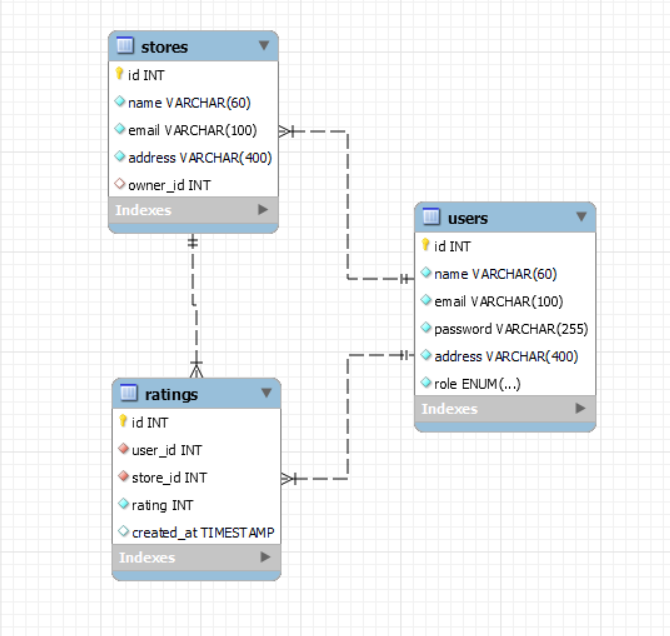 stores
id INT
name VARCHAR(60)
email VARCHAR(100)
address VARCHAR(400)
owner_id INT
Indexes
users
id INT
name VARCHAR(60)
email VARCHAR(100)
password VARCHAR(255)
address VARCHAR(400)
role ENUM(...)
Indexes
ratings
id INT
user_id INT
store_id INT
rating INT
created_at TIMESTAMP
Indexes